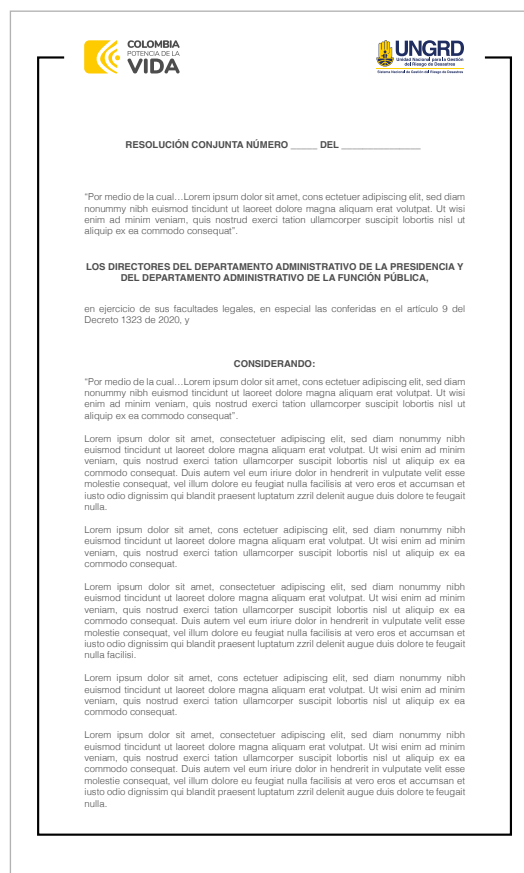 COLOMBIA
POTENCIA DE LA
VIDA
UNGRD
Unidad Nacional para la Gestión
del Riesgo de Desastres
Sistema Nacional de Gestión del Riesgo de Desastres
RESOLUCIÓN CONJUNTA NÚMERO _____ DEL _______________
“Por medio de la cual…Lorem ipsum dolor sit amet, cons ectetuer adipiscing elit, sed diam
nonummy nibh euismod tincidunt ut laoreet dolore magna aliquam erat volutpat. Ut wisi
enim ad minim veniam, quis nostrud exerci tation ullamcorper suscipit lobortis nisl ut
aliquip ex ea commodo consequat”.
LOS DIRECTORES DEL DEPARTAMENTO ADMINISTRATIVO DE LA PRESIDENCIA Y
DEL DEPARTAMENTO ADMINISTRATIVO DE LA FUNCIÓN PÚBLICA,
en ejercicio de sus facultades legales, en especial las conferidas en el artículo 9 del
Decreto 1323 de 2020, y
CONSIDERANDO:
“Por medio de la cual…Lorem ipsum dolor sit amet, cons ectetuer adipiscing elit, sed diam
nonummy nibh euismod tincidunt ut laoreet dolore magna aliquam erat volutpat. Ut wisi
enim ad minim veniam, quis nostrud exerci tation ullamcorper suscipit lobortis nisl ut
aliquip ex ea commodo consequat”.
Lorem ipsum dolor sit amet, consectetuer adipiscing elit, sed diam nonummy nibh
euismod tincidunt ut laoreet dolore magna aliquam erat volutpat. Ut wisi enim ad minim
veniam, quis nostrud exerci tation ullamcorper suscipit lobortis nisl ut aliquip ex ea
commodo consequat. Duis autem vel eum iriure dolor in hendrerit in vulputate velit esse
molestie consequat, vel illum dolore eu feugiat nulla facilisis at vero eros et accumsan et
iusto odio dignissim qui blandit praesent luptatum zzril delenit augue duis dolore te feugait
nulla.
Lorem ipsum dolor sit amet, cons ectetuer adipiscing elit, sed diam nonummy nibh
euismod tincidunt ut laoreet dolore magna aliquam erat volutpat. Ut wisi enim ad minim
veniam, quis nostrud exerci tation ullamcorper suscipit lobortis nisl ut aliquip ex ea
commodo consequat.
Lorem ipsum dolor sit amet, consectetuer adipiscing elit, sed diam nonummy nibh
euismod tincidunt ut laoreet dolore magna aliquam erat volutpat. Ut wisi enim ad minim
veniam, quis nostrud exerci tation ullamcorper suscipit lobortis nisl ut aliquip ex ea
commodo consequat. Duis autem vel eum iriure dolor in hendrerit in vulputate velit esse
molestie consequat, vel illum dolore eu feugiat nulla facilisis at vero eros et accumsan et
iusto odio dignissim qui blandit praesent luptatum zzril delenit augue duis dolore te feugait
nulla facilisi.
Lorem ipsum dolor sit amet, cons ectetuer adipiscing elit, sed diam nonummy nibh
euismod tincidunt ut laoreet dolore magna aliquam erat volutpat. Ut wisi enim ad minim
veniam, quis nostrud exerci tation ullamcorper suscipit lobortis nisl ut aliquip ex ea
commodo consequat.
Lorem ipsum dolor sit amet, consectetuer adipiscing elit, sed diam nonummy nibh
euismod tincidunt ut laoreet dolore magna aliquam erat volutpat. Ut wisi enim ad minim
veniam, quis nostrud exerci tation ullamcorper suscipit lobortis nisl ut aliquip ex ea
commodo consequat. Duis autem vel eum iriure dolor in hendrerit in vulputate velit esse
molestie consequat, vel illum dolore eu feugiat nulla facilisis at vero eros et accumsan et
iusto odio dignissim qui blandit praesent luptatum zzril delenit augue duis dolore te feugait
nulla.